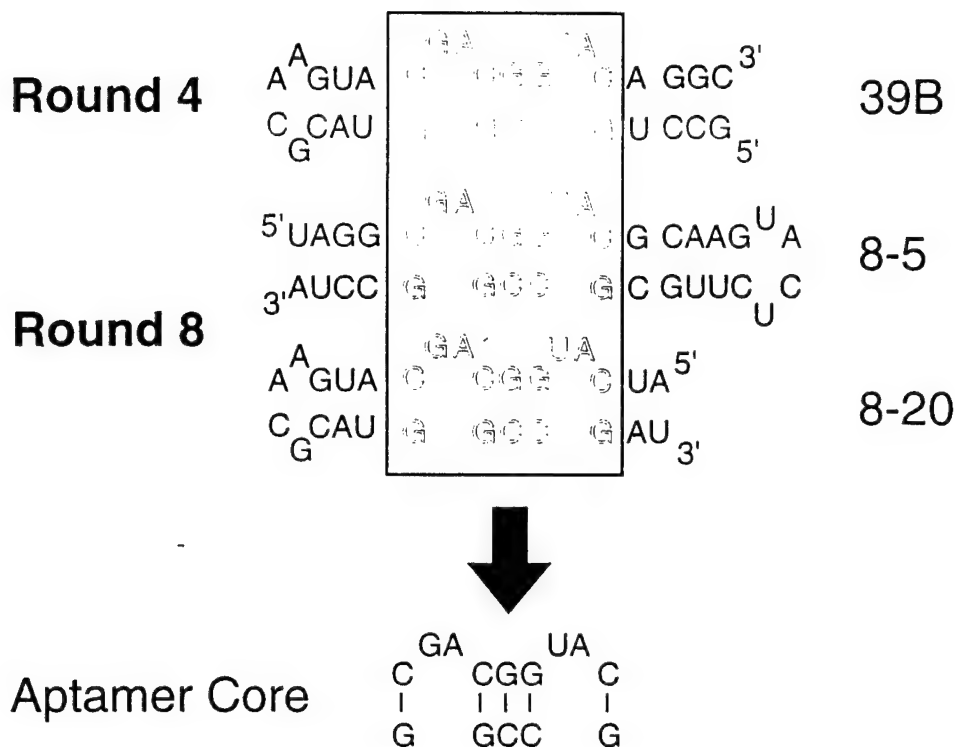 GA A
Round 4 A A GUA GG A GGC 3' 39B
C G CAU U CCG 5'
GA A
5' UAGG G CAAG U A 8-5
3' AUCC G GCC G C GUUC U C
Round 8
GA UA
A A GUA C CGG C UA 5' 8-20
C G CAU G GCC G AU 3'
GA UA
Aptamer Core C CGG C
G GCC G